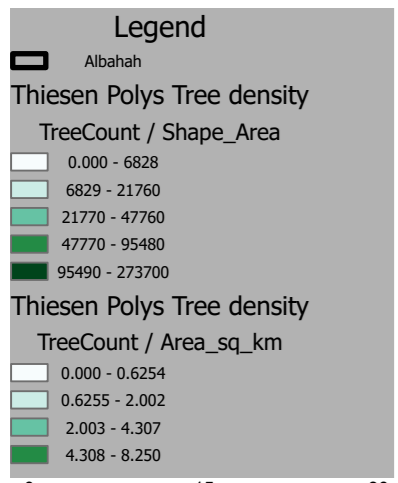 Legend
Albahah
Thiesen Polys Tree density
TreeCount / Shape_Area
0.000 - 6828
6829 - 21760
21770 - 47760
47770 - 95480
95490 - 273700
Thiesen Polys Tree density
TreeCount / Area_sq_km
0.000 - 0.6254
0.6255 - 2.002
2.003 - 4.307
4.308 - 8.250